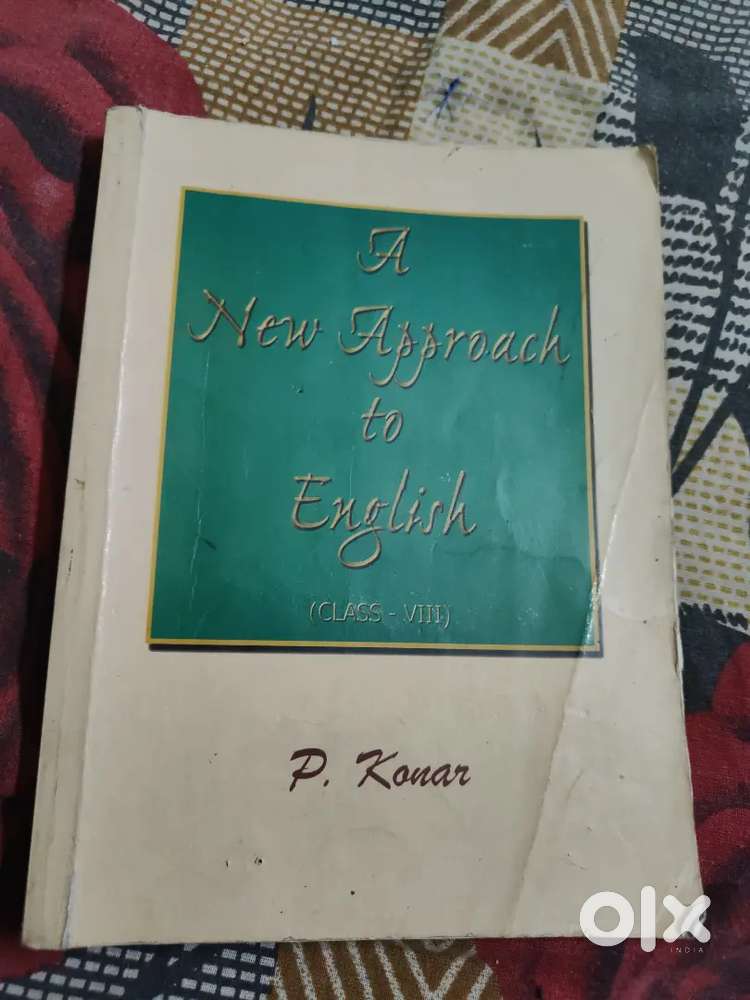 A
New Approach
to
English
(CLASS - VIII)
P. Konar
olx
INDIA